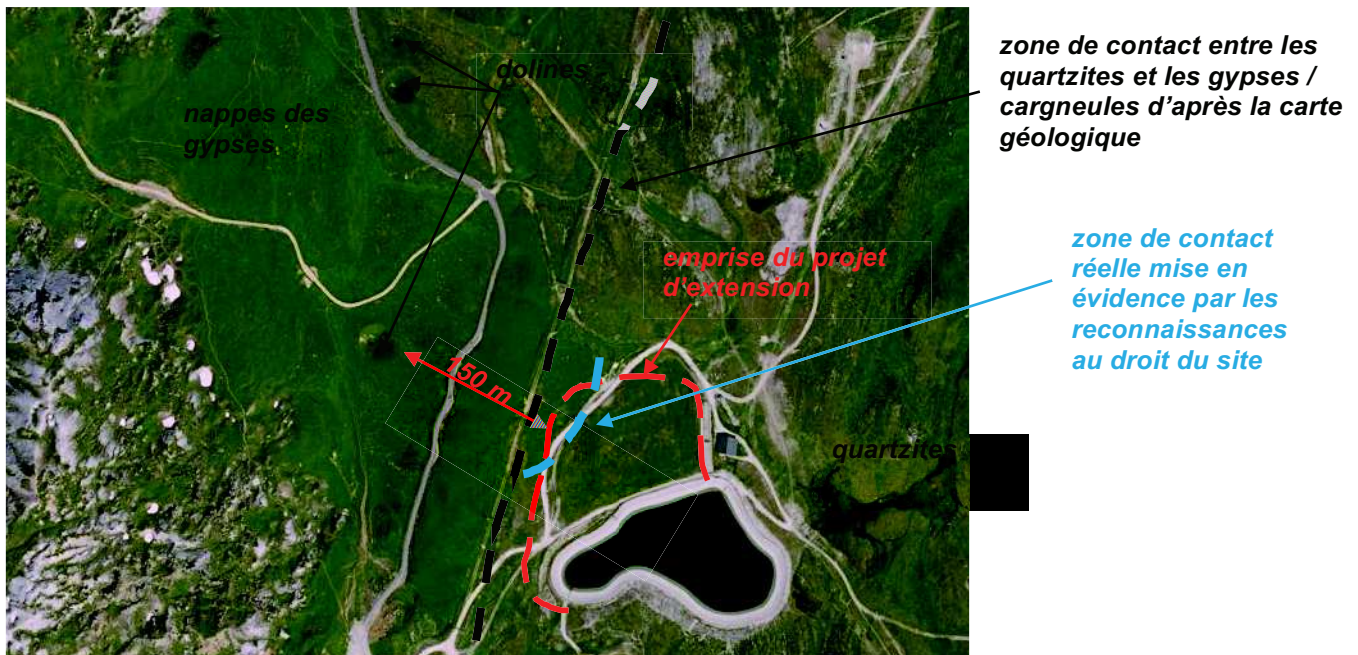 dolines
nappes des
gypses
zone de contact entre les
quartzites et les gypses /
cargneules d'après la carte
géologique
emprise du projet
d'extension
zone de contact
réelle mise en
évidence par les
reconnaissances
au droit du site
150 m
quartzites